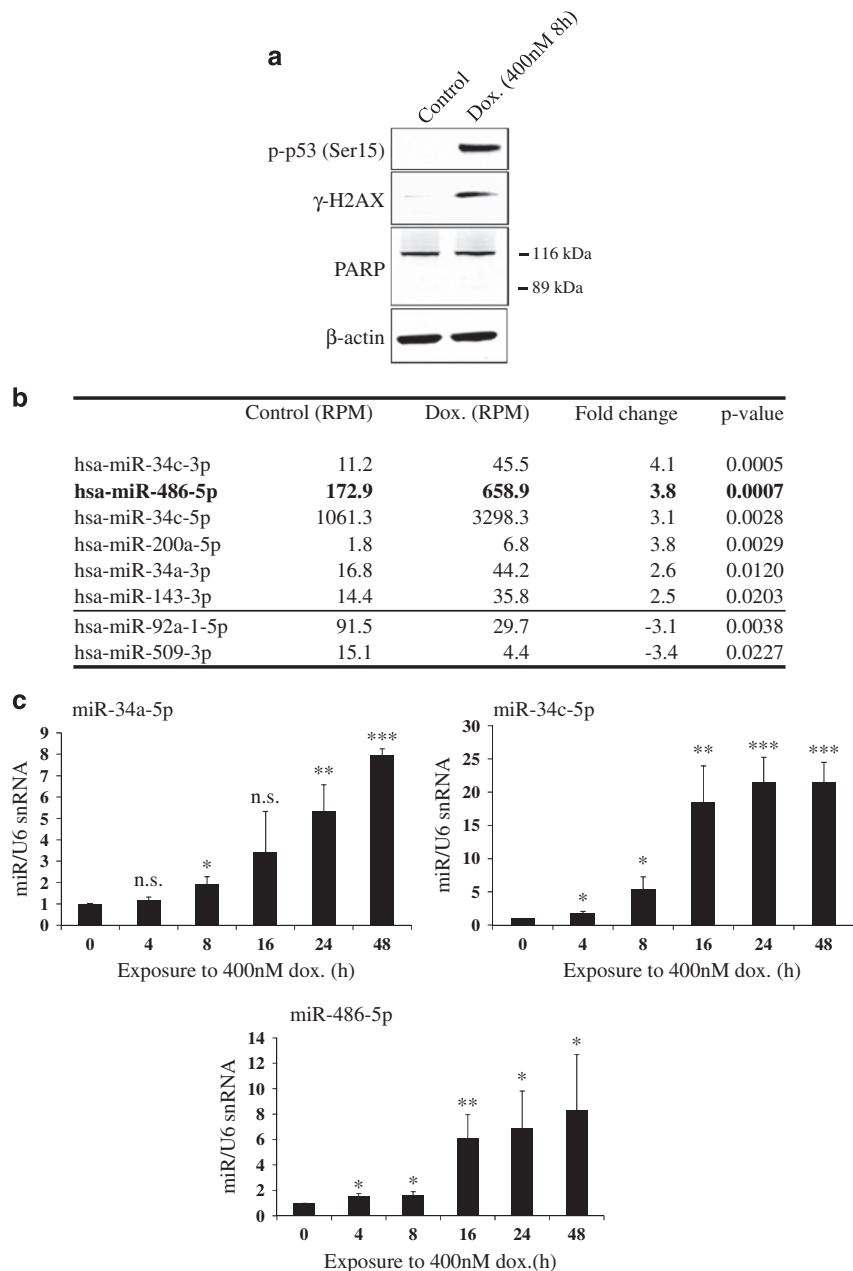 a
Control
Dox. (400nM 8h)
p-p53 (Ser15)
γ-H2AX
PARP
116 kDa
89 kDa
β-actin
b
Control (RPM) Dox. (RPM) Fold change p-value
hsa-miR-34c-3p 11.2 45.5 4.1 0.0005
hsa-miR-486-5p 172.9 658.9 3.8 0.0007
hsa-miR-34c-5p 1061.3 3298.3 3.1 0.0028
hsa-miR-200a-5p 1.8 6.8 3.8 0.0029
hsa-miR-34a-3p 16.8 44.2 2.6 0.0120
hsa-miR-143-3p 14.4 35.8 2.5 0.0203
hsa-miR-92a-1-5p 91.5 29.7 -3.1 0.0038
hsa-miR-509-3p 15.1 4.4 -3.4 0.0227
c
miR-34a-5p
miR/U6 snRNA
9
8
7
6
5
4
3
2
1
0
n.s.
*
n.s.
**
***
0 4 8 16 24 48
Exposure to 400nM dox. (h)
miR-34c-5p
miR/U6 snRNA
30
25
20
15
10
5
0
*
*
**
***
***
0 4 8 16 24 48
Exposure to 400nM dox. (h)
miR-486-5p
miR/U6 snRNA
14
12
10
8
6
4
2
0
*
*
**
*
*
0 4 8 16 24 48
Exposure to 400nM dox.(h)